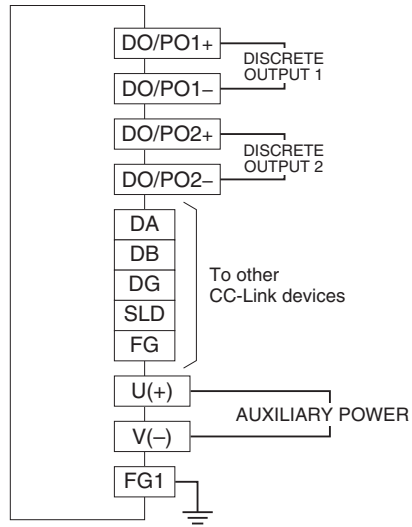 DO/PO1+
DISCRETE
OUTPUT 1
DO/PO1–
DO/PO2+
DISCRETE
OUTPUT 2
DO/PO2–
DA
DB
DG
SLD
FG
To other
CC-Link devices
U(+)
AUXILIARY POWER
V(–)
FG1